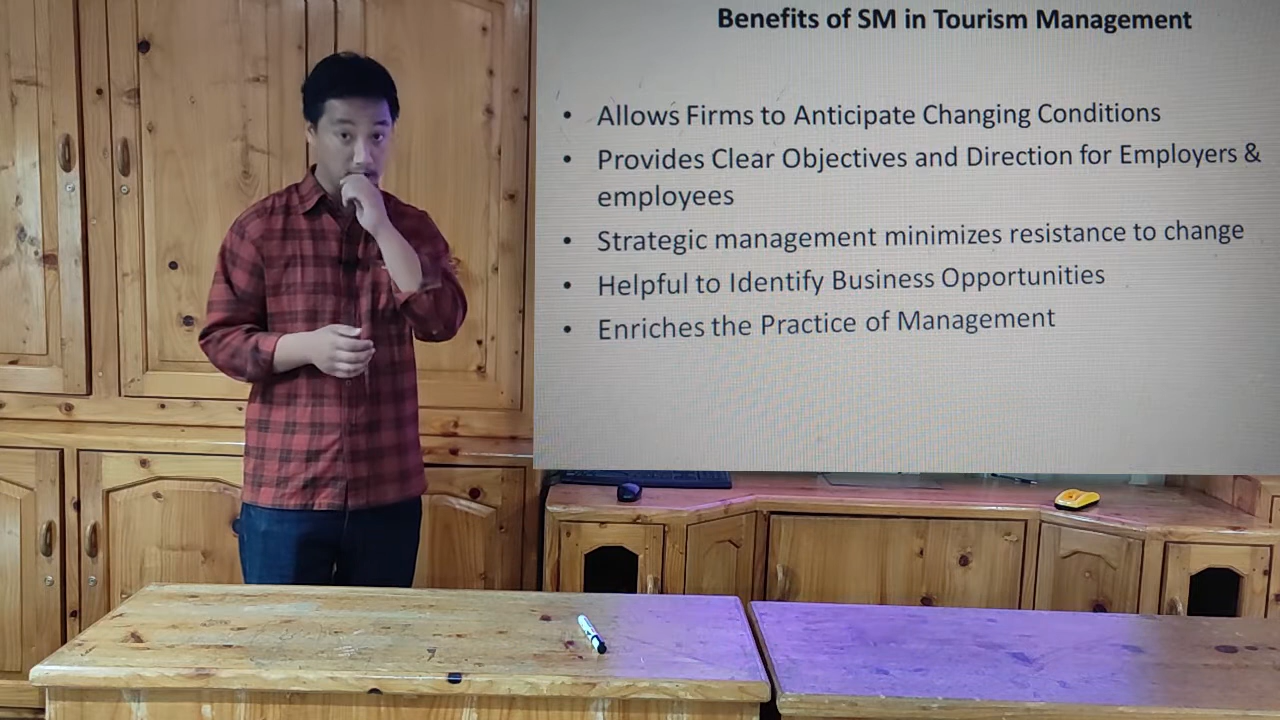 Benefits of SM in Tourism Management
• Allows Firms to Anticipate Changing Conditions
• Provides Clear Objectives and Direction for Employers &
employees
• Strategic management minimizes resistance to change
• Helpful to Identify Business Opportunities
• Enriches the Practice of Management